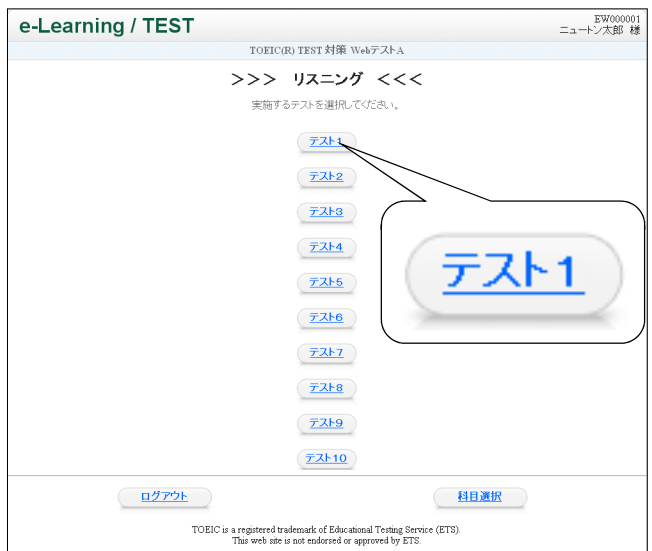 e-Learning / TEST
EW000001
ニュートン太郎 様
TOEIC(R) TEST 対策 WebテストA
>>> リスニング <<<
実施するテストを選択してください。
テスト1
テスト2
テスト3
テスト4
テスト5
テスト6
テスト7
テスト8
テスト9
テスト10
テスト1
ログアウト
科目選択
TOEIC is a registered trademark of Educational Testing Service (ETS).
This web site is not endorsed or approved by ETS.